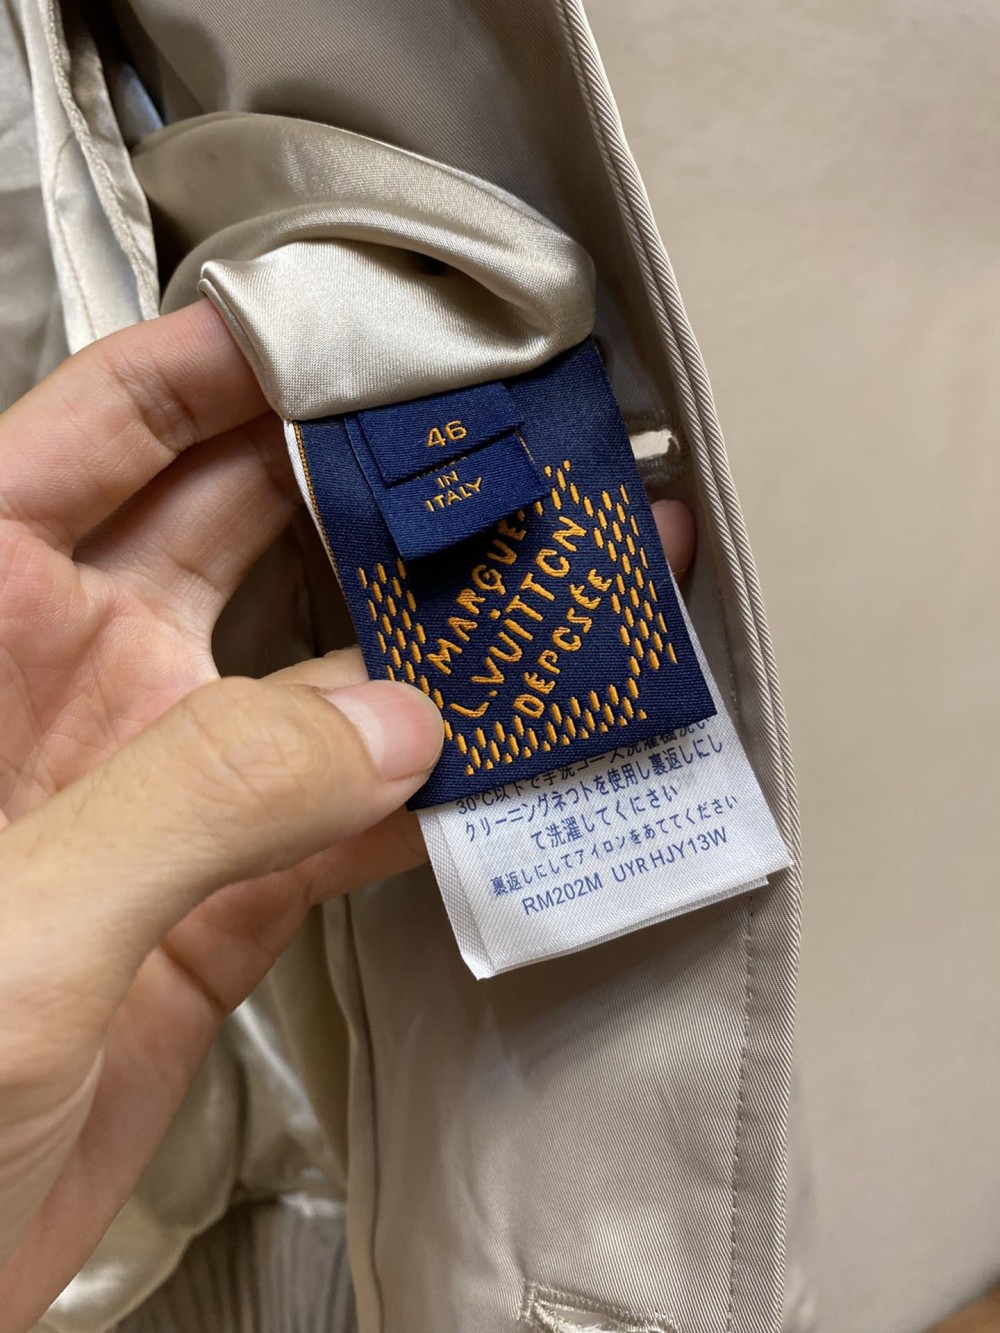 46
IN
ITALY
MARQUE
L.VUITTON
DEPOSÉE
30℃以下で手洗コース洗濯機洗い
クリーニングネットを使用し裏返しにし
て洗濯してください
裏返しにしてアイロンをあててください
RM202M UYR HJY13W